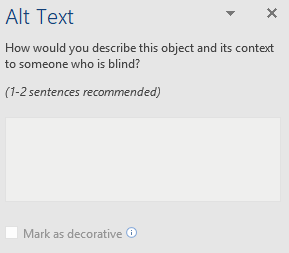 Alt Text
How would you describe this object and its context
to someone who is blind?
(1-2 sentences recommended)
Mark as decorative